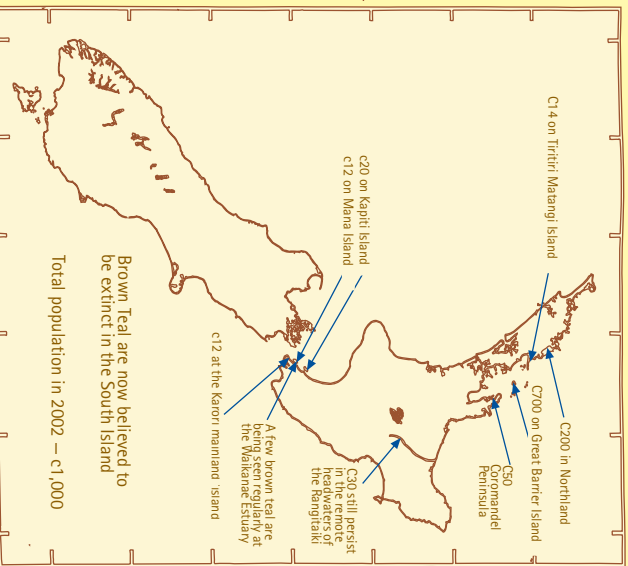 C14 on Tiritiri Matangi Island
C200 in Northland
C700 on Great Barrier Island
C50
Coromandel
Peninsula
c20 on Kapiti Island
c12 on Mana Island
C30 still persist
in the remote
headwaters of
the Rangitaiki
A few brown teal are
being seen regularly at
the Waikanae Estuary
c12 at the Karori mainland 'island
Brown Teal are now believed to
be extinct in the South Island
Total population in 2002 – c1,000